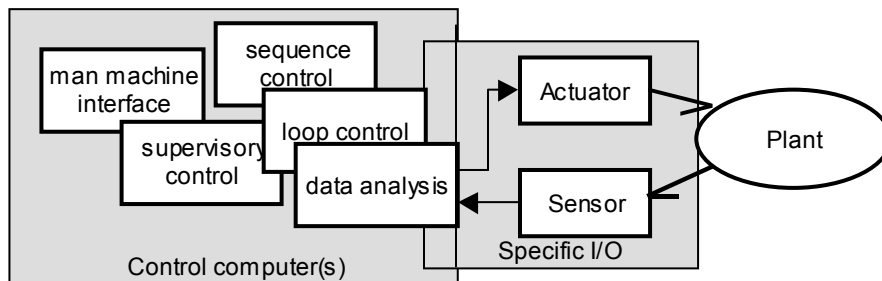 man machine
interface
sequence
control
loop control
supervisory
control
data analysis
Control computer(s)
Actuator
Sensor
Specific I/O
Plant